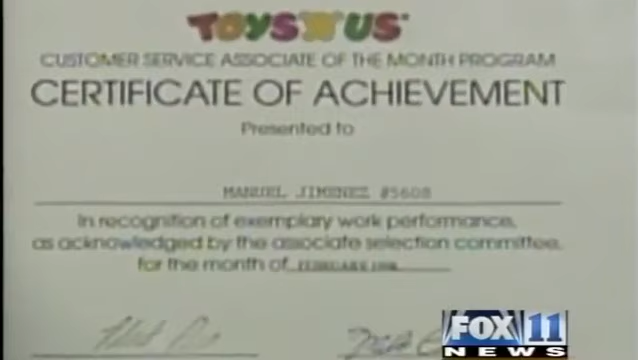 TOYS "R" US
CUSTOMER SERVICE ASSOCIATE OF THE MONTH PROGRAM
CERTIFICATE OF ACHIEVEMENT
Presented to
MANUEL JIMENEZ #5608
In recognition of exemplary work performance,
as acknowledged by the associate selection committee,
for the month of FEBRUARY
FOX 11
NEWS